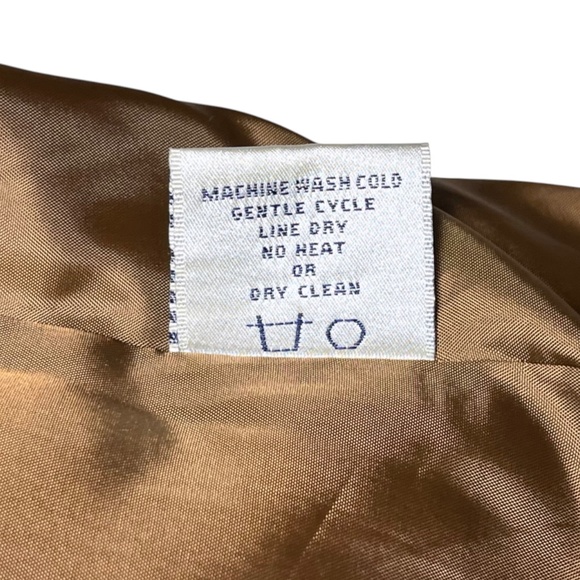 MACHINE WASH COLD
GENTLE CYCLE
LINE DRY
NO HEAT
OR
DRY CLEAN